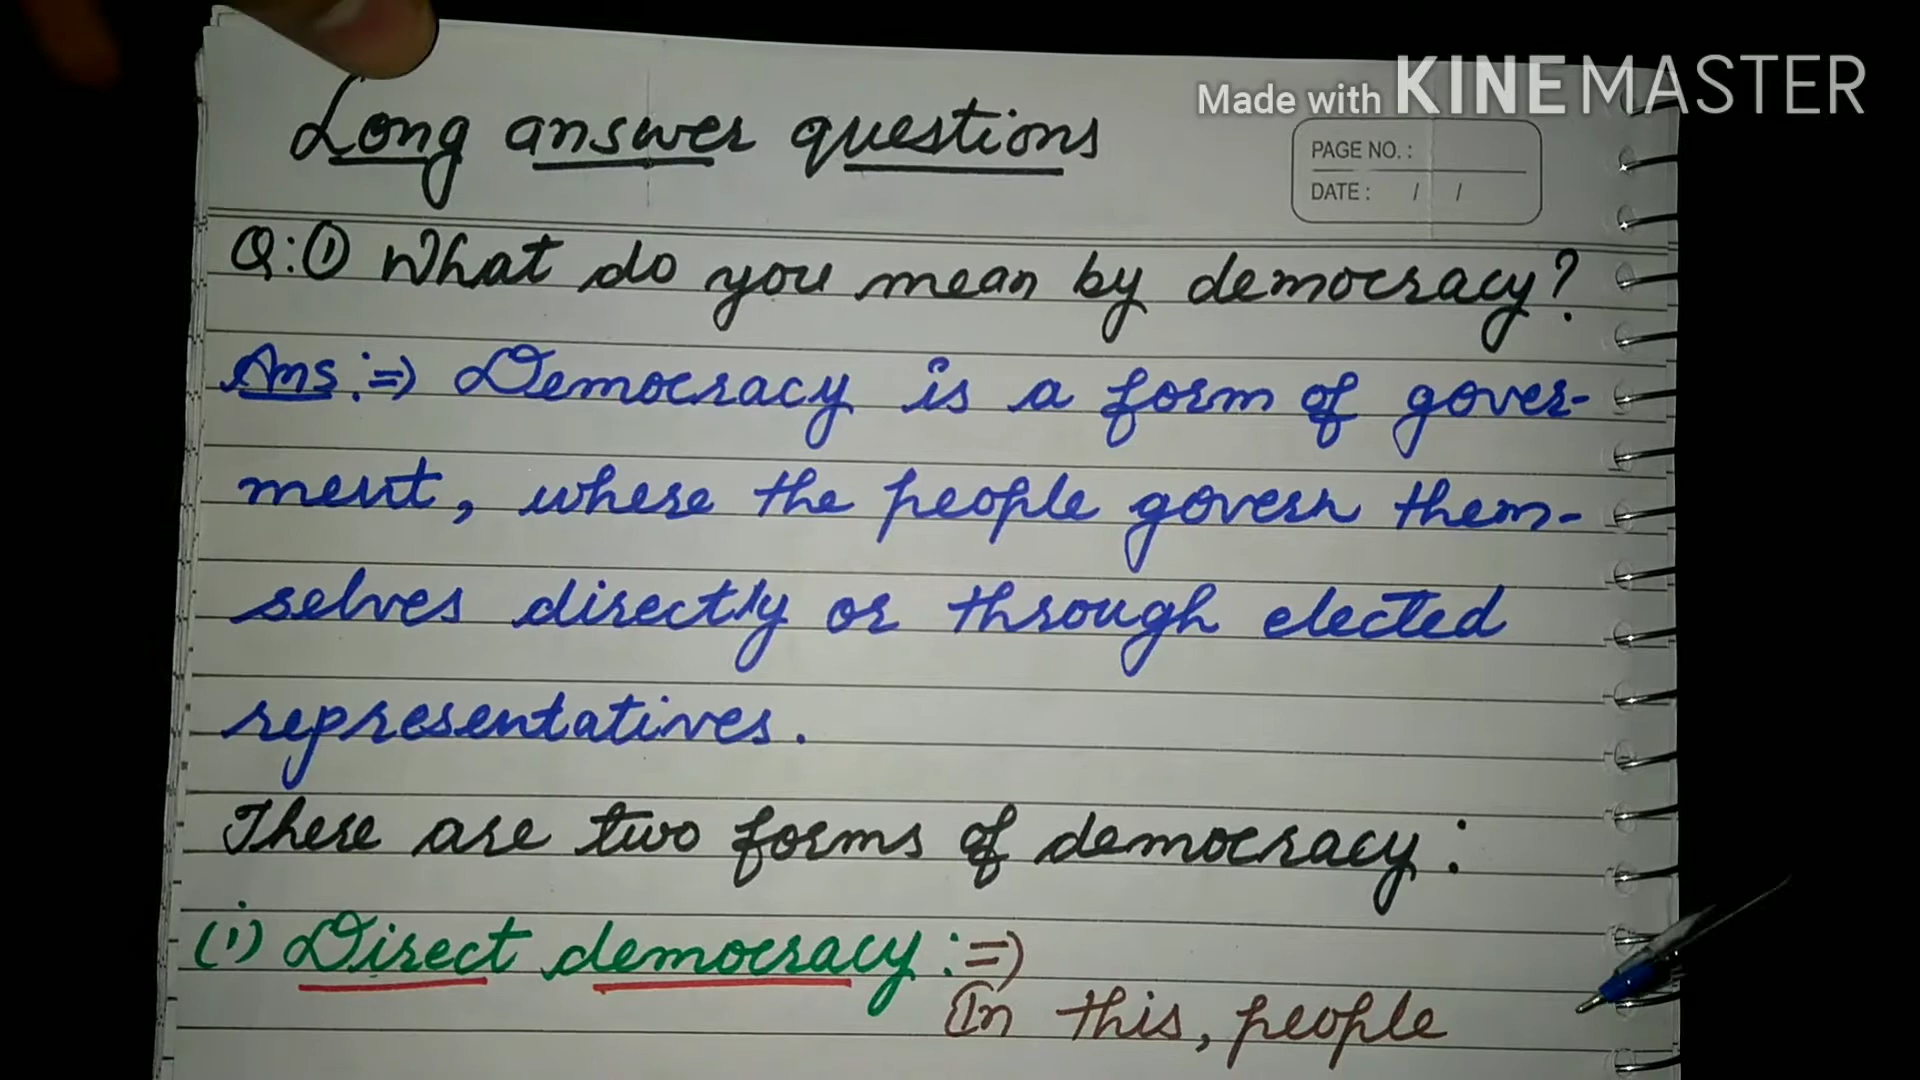 Made with KINEMASTER
Long answer questions
PAGE NO. :
DATE : / /
Q:① What do you mean by democracy?
Ans :⇒ Democracy is a form of gover-
ment, where the people govern them-
selves directly or through elected
representatives.
There are two forms of democracy :
(i) Direct democracy :⇒
In this, people